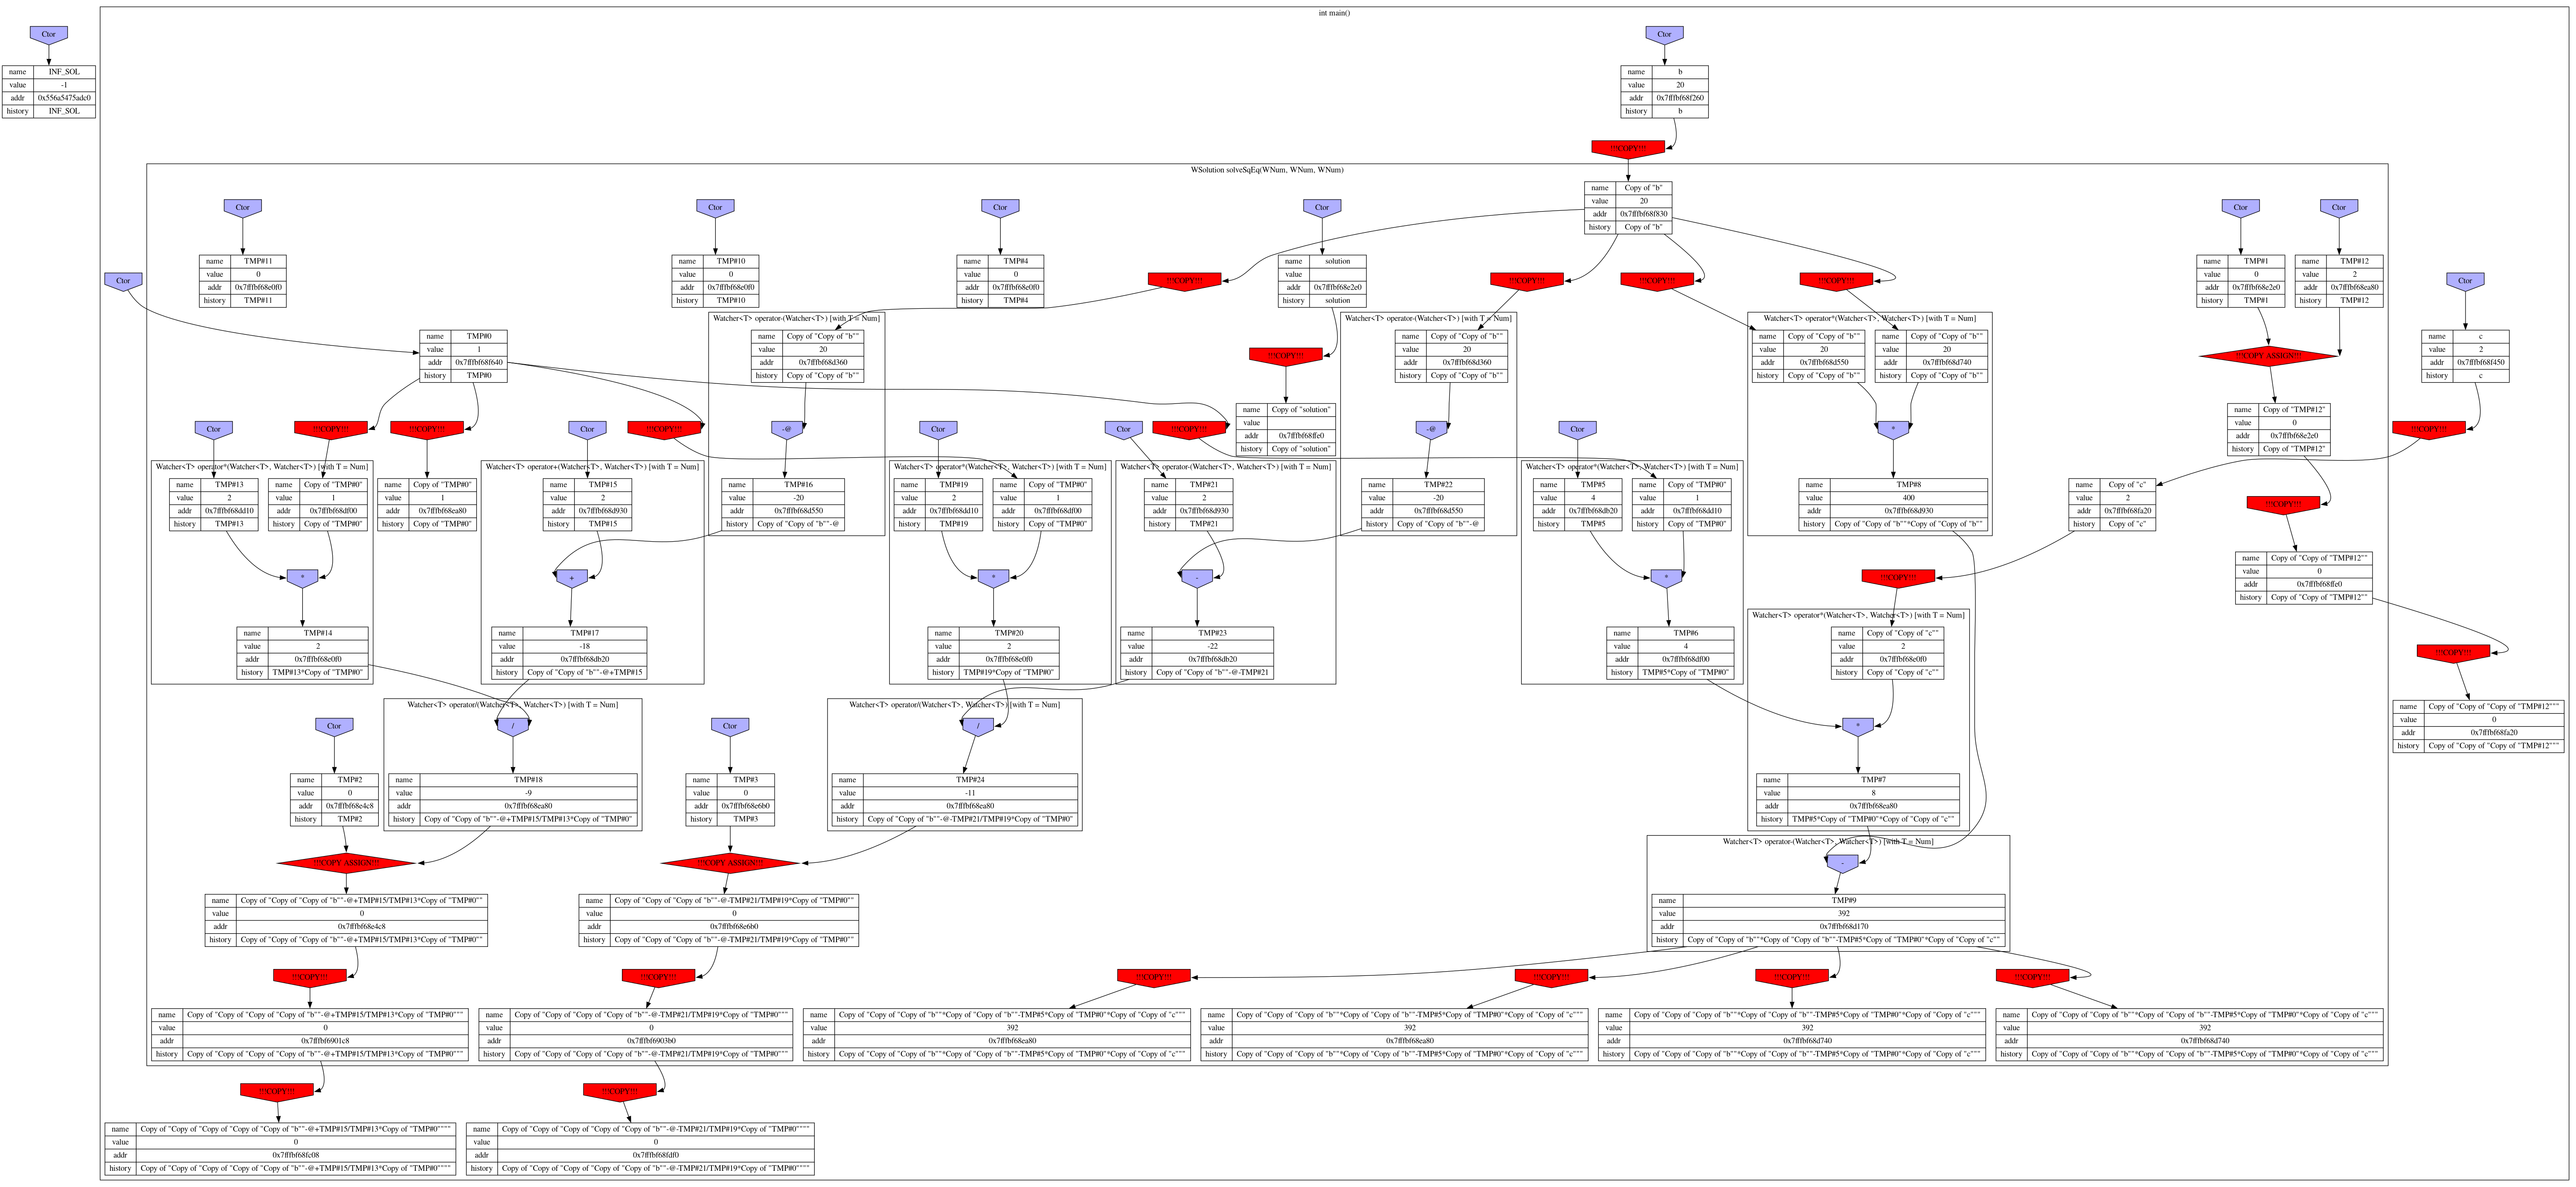 int main()
Ctor
name INF_SOL
value -1
addr 0x556a5475adc0
history INF_SOL
Ctor
name b
value 20
addr 0x7fffbf68f260
history b
!!!COPY!!!
WSolution solveSqEq(WNum, WNum, WNum)
name Copy of "b"
value 20
addr 0x7fffbf68f830
history Copy of "b"
Ctor
name TMP#11
value 0
addr 0x7fffbf68e0f0
history TMP#11
Ctor
name TMP#10
value 0
addr 0x7fffbf68e0f0
history TMP#10
Ctor
name TMP#4
value 0
addr 0x7fffbf68e0f0
history TMP#4
Ctor
name solution
value
addr 0x7fffbf68e2e0
history solution
Ctor
name TMP#1
value 0
addr 0x7fffbf68e2e0
history TMP#1
Ctor
name TMP#12
value 2
addr 0x7fffbf68ea80
history TMP#12
Ctor
!!!COPY!!!
!!!COPY!!!
!!!COPY!!!
!!!COPY!!!
Ctor
name TMP#0
value 1
addr 0x7fffbf68f640
history TMP#0
Watcher<T> operator-(Watcher<T>) [with T = Num]
name Copy of "Copy of "b""
value 20
addr 0x7fffbf68d360
history Copy of "Copy of "b""
!!!COPY!!!
Watcher<T> operator-(Watcher<T>) [with T = Num]
name Copy of "Copy of "b""
value 20
addr 0x7fffbf68d360
history Copy of "Copy of "b""
Watcher<T> operator*(Watcher<T>, Watcher<T>) [with T = Num]
name Copy of "Copy of "b""
value 20
addr 0x7fffbf68d550
history Copy of "Copy of "b""
name Copy of "Copy of "b""
value 20
addr 0x7fffbf68d740
history Copy of "Copy of "b""
!!!COPY ASSIGN!!!
name c
value 2
addr 0x7fffbf68f450
history c
Ctor
!!!COPY!!!
!!!COPY!!!
Ctor
!!!COPY!!!
-@
Ctor
Ctor
!!!COPY!!!
name Copy of "solution"
value
addr 0x7fffbf68ffe0
history Copy of "solution"
-@
Ctor
*
name Copy of "TMP#12"
value 0
addr 0x7fffbf68e2e0
history Copy of "TMP#12"
!!!COPY!!!
Watcher<T> operator*(Watcher<T>, Watcher<T>) [with T = Num]
name TMP#13
value 2
addr 0x7fffbf68dd10
history TMP#13
name Copy of "TMP#0"
value 1
addr 0x7fffbf68df00
history Copy of "TMP#0"
name Copy of "TMP#0"
value 1
addr 0x7fffbf68ea80
history Copy of "TMP#0"
Watcher<T> operator+(Watcher<T>, Watcher<T>) [with T = Num]
name TMP#15
value 2
addr 0x7fffbf68d930
history TMP#15
name TMP#16
value -20
addr 0x7fffbf68d550
history Copy of "Copy of "b""-@
Watcher<T> operator*(Watcher<T>, Watcher<T>) [with T = Num]
name TMP#19
value 2
addr 0x7fffbf68dd10
history TMP#19
name Copy of "TMP#0"
value 1
addr 0x7fffbf68df00
history Copy of "TMP#0"
Watcher<T> operator-(Watcher<T>, Watcher<T>) [with T = Num]
name TMP#21
value 2
addr 0x7fffbf68d930
history TMP#21
name TMP#22
value -20
addr 0x7fffbf68d550
history Copy of "Copy of "b""-@
Watcher<T> operator*(Watcher<T>, Watcher<T>) [with T = Num]
name TMP#5
value 4
addr 0x7fffbf68db20
history TMP#5
name Copy of "TMP#0"
value 1
addr 0x7fffbf68dd10
history Copy of "TMP#0"
name TMP#8
value 400
addr 0x7fffbf68d930
history Copy of "Copy of "b""*Copy of "Copy of "b""
name Copy of "c"
value 2
addr 0x7fffbf68fa20
history Copy of "c"
!!!COPY!!!
*
+
*
-
*
!!!COPY!!!
name Copy of "Copy of "TMP#12""
value 0
addr 0x7fffbf68ffe0
history Copy of "Copy of "TMP#12""
name TMP#14
value 2
addr 0x7fffbf68e0f0
history TMP#13*Copy of "TMP#0"
name TMP#17
value -18
addr 0x7fffbf68db20
history Copy of "Copy of "b""-@+TMP#15
name TMP#20
value 2
addr 0x7fffbf68e0f0
history TMP#19*Copy of "TMP#0"
name TMP#23
value -22
addr 0x7fffbf68db20
history Copy of "Copy of "b""-@-TMP#21
name TMP#6
value 4
addr 0x7fffbf68df00
history TMP#5*Copy of "TMP#0"
Watcher<T> operator*(Watcher<T>, Watcher<T>) [with T = Num]
name Copy of "Copy of "c""
value 2
addr 0x7fffbf68e0f0
history Copy of "Copy of "c""
!!!COPY!!!
Ctor
Watcher<T> operator/(Watcher<T>, Watcher<T>) [with T = Num]
/
Ctor
Watcher<T> operator/(Watcher<T>, Watcher<T>) [with T = Num]
/
*
name Copy of "Copy of "Copy of "TMP#12"""
value 0
addr 0x7fffbf68fa20
history Copy of "Copy of "Copy of "TMP#12"""
name TMP#2
value 0
addr 0x7fffbf68e4c8
history TMP#2
name TMP#18
value -9
addr 0x7fffbf68ea80
history Copy of "Copy of "b""-@+TMP#15/TMP#13*Copy of "TMP#0"
name TMP#3
value 0
addr 0x7fffbf68e6b0
history TMP#3
name TMP#24
value -11
addr 0x7fffbf68ea80
history Copy of "Copy of "b""-@-TMP#21/TMP#19*Copy of "TMP#0"
name TMP#7
value 8
addr 0x7fffbf68ea80
history TMP#5*Copy of "TMP#0"*Copy of "Copy of "c""
!!!COPY ASSIGN!!!
!!!COPY ASSIGN!!!
Watcher<T> operator-(Watcher<T>, Watcher<T>) [with T = Num]
-
name Copy of "Copy of "Copy of "b""-@+TMP#15/TMP#13*Copy of "TMP#0""
value 0
addr 0x7fffbf68e4c8
history Copy of "Copy of "Copy of "b""-@+TMP#15/TMP#13*Copy of "TMP#0""
name Copy of "Copy of "Copy of "b""-@-TMP#21/TMP#19*Copy of "TMP#0""
value 0
addr 0x7fffbf68e6b0
history Copy of "Copy of "Copy of "b""-@-TMP#21/TMP#19*Copy of "TMP#0""
name TMP#9
value 392
addr 0x7fffbf68d170
history Copy of "Copy of "b""*Copy of "Copy of "b""-TMP#5*Copy of "TMP#0"*Copy of "Copy of "c""
!!!COPY!!!
!!!COPY!!!
!!!COPY!!!
!!!COPY!!!
!!!COPY!!!
!!!COPY!!!
name Copy of "Copy of "Copy of "Copy of "b""-@+TMP#15/TMP#13*Copy of "TMP#0"""
value 0
addr 0x7fffbf6901c8
history Copy of "Copy of "Copy of "Copy of "b""-@+TMP#15/TMP#13*Copy of "TMP#0"""
name Copy of "Copy of "Copy of "Copy of "b""-@-TMP#21/TMP#19*Copy of "TMP#0"""
value 0
addr 0x7fffbf6903b0
history Copy of "Copy of "Copy of "Copy of "b""-@-TMP#21/TMP#19*Copy of "TMP#0"""
name Copy of "Copy of "Copy of "b""*Copy of "Copy of "b""-TMP#5*Copy of "TMP#0"*Copy of "Copy of "c"""
value 392
addr 0x7fffbf68ea80
history Copy of "Copy of "Copy of "b""*Copy of "Copy of "b""-TMP#5*Copy of "TMP#0"*Copy of "Copy of "c"""
name Copy of "Copy of "Copy of "b""*Copy of "Copy of "b""-TMP#5*Copy of "TMP#0"*Copy of "Copy of "c"""
value 392
addr 0x7fffbf68ea80
history Copy of "Copy of "Copy of "b""*Copy of "Copy of "b""-TMP#5*Copy of "TMP#0"*Copy of "Copy of "c"""
name Copy of "Copy of "Copy of "b""*Copy of "Copy of "b""-TMP#5*Copy of "TMP#0"*Copy of "Copy of "c"""
value 392
addr 0x7fffbf68d740
history Copy of "Copy of "Copy of "b""*Copy of "Copy of "b""-TMP#5*Copy of "TMP#0"*Copy of "Copy of "c"""
name Copy of "Copy of "Copy of "b""*Copy of "Copy of "b""-TMP#5*Copy of "TMP#0"*Copy of "Copy of "c"""
value 392
addr 0x7fffbf68d740
history Copy of "Copy of "Copy of "b""*Copy of "Copy of "b""-TMP#5*Copy of "TMP#0"*Copy of "Copy of "c"""
!!!COPY!!!
!!!COPY!!!
name Copy of "Copy of "Copy of "Copy of "Copy of "b""-@+TMP#15/TMP#13*Copy of "TMP#0""""
value 0
addr 0x7fffbf68fc08
history Copy of "Copy of "Copy of "Copy of "Copy of "b""-@+TMP#15/TMP#13*Copy of "TMP#0""""
name Copy of "Copy of "Copy of "Copy of "Copy of "b""-@-TMP#21/TMP#19*Copy of "TMP#0""""
value 0
addr 0x7fffbf68fdf0
history Copy of "Copy of "Copy of "Copy of "Copy of "b""-@-TMP#21/TMP#19*Copy of "TMP#0""""